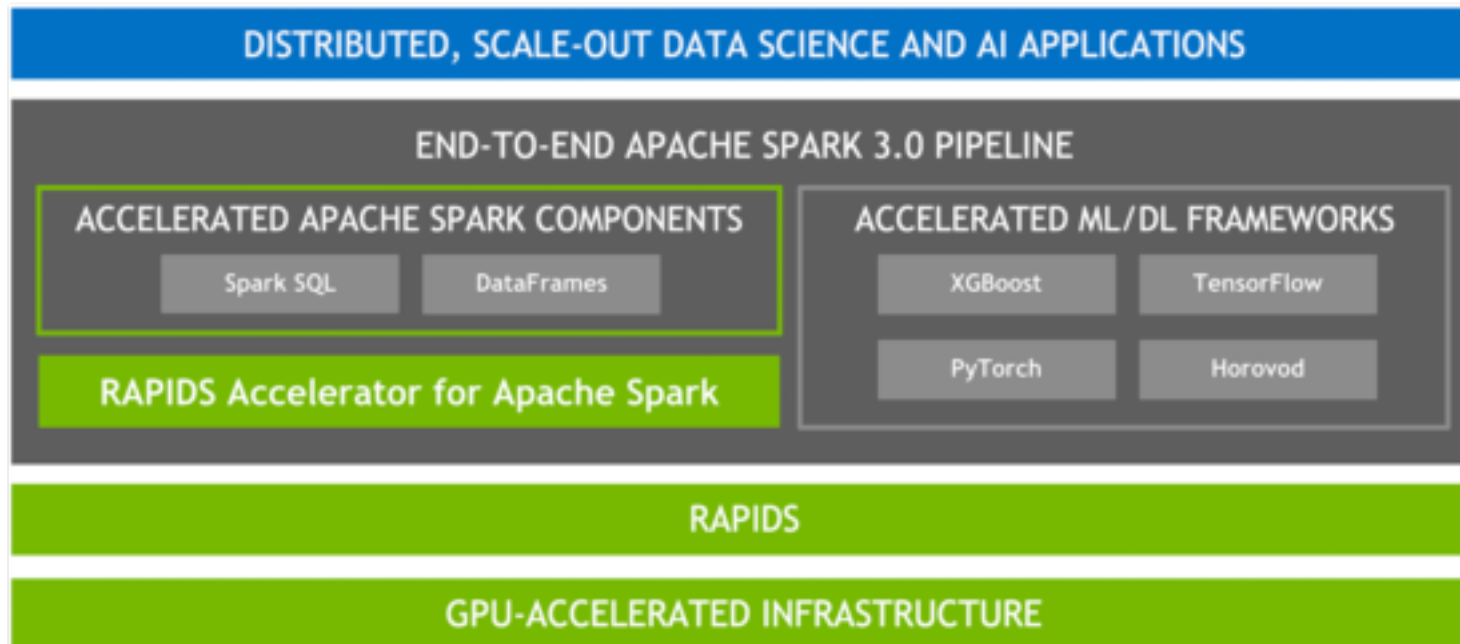 DISTRIBUTED, SCALE-OUT DATA SCIENCE AND AI APPLICATIONS
END-TO-END APACHE SPARK 3.0 PIPELINE
ACCELERATED APACHE SPARK COMPONENTS
Spark SQL
DataFrames
RAPIDS Accelerator for Apache Spark
ACCELERATED ML/DL FRAMEWORKS
XGBoost
TensorFlow
PyTorch
Horovod
RAPIDS
GPU-ACCELERATED INFRASTRUCTURE